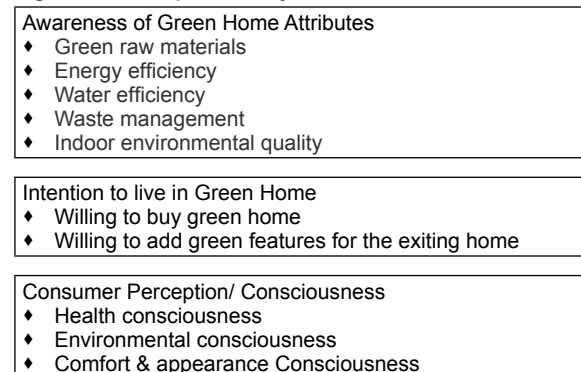 Awareness of Green Home Attributes
♦ Green raw materials
♦ Energy efficiency
♦ Water efficiency
♦ Waste management
♦ Indoor environmental quality
Intention to live in Green Home
♦ Willing to buy green home
♦ Willing to add green features for the exiting home
Consumer Perception/ Consciousness
♦ Health consciousness
♦ Environmental consciousness
♦ Comfort & appearance Consciousness